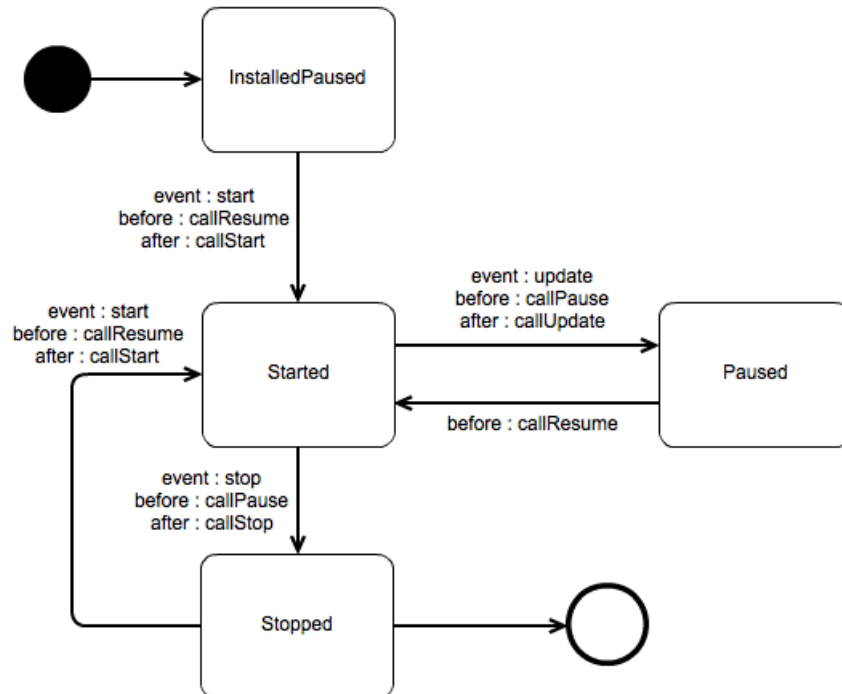 InstalledPaused
event : start
before : callResume
after : callStart
event : start
before : callResume
after : callStart
event : update
before : callPause
after : callUpdate
Started
Paused
before : callResume
event : stop
before : callPause
after : callStop
Stopped